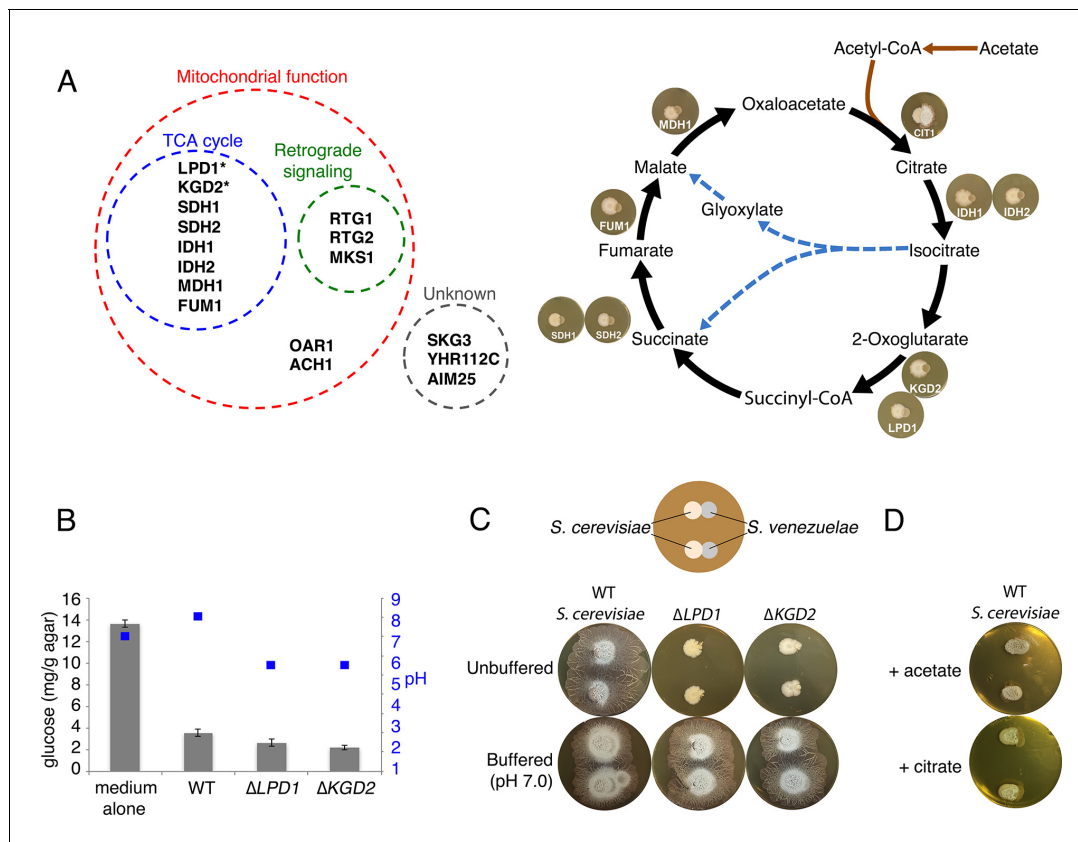 A
Mitochondrial function
TCA cycle
LPD1*
KGD2*
SDH1
SDH2
IDH1
IDH2
MDH1
FUM1
Retrograde
signaling
RTG1
RTG2
MKS1
OAR1
ACH1
Unknown
SKG3
YHR112C
AIM25
Acetyl-CoA
Acetate
Oxaloacetate
MDH1
CIT1
Malate
Citrate
Glyoxylate
IDH1
IDH2
FUM1
Fumarate
Isocitrate
SDH1
SDH2
Succinate
2-Oxoglutarate
KGD2
Succinyl-CoA
LPD1
B
glucose (mg/g agar)
16
14
12
10
8
6
4
2
0
9
8
7
6
5
4
3
2
1
pH
medium
alone
WT
ΔLPD1
ΔKGD2
C
S. cerevisiae
S. venezuelae
WT
S. cerevisiae
ΔLPD1
ΔKGD2
Unbuffered
Buffered
(pH 7.0)
D
WT
S. cerevisiae
+ acetate
+ citrate